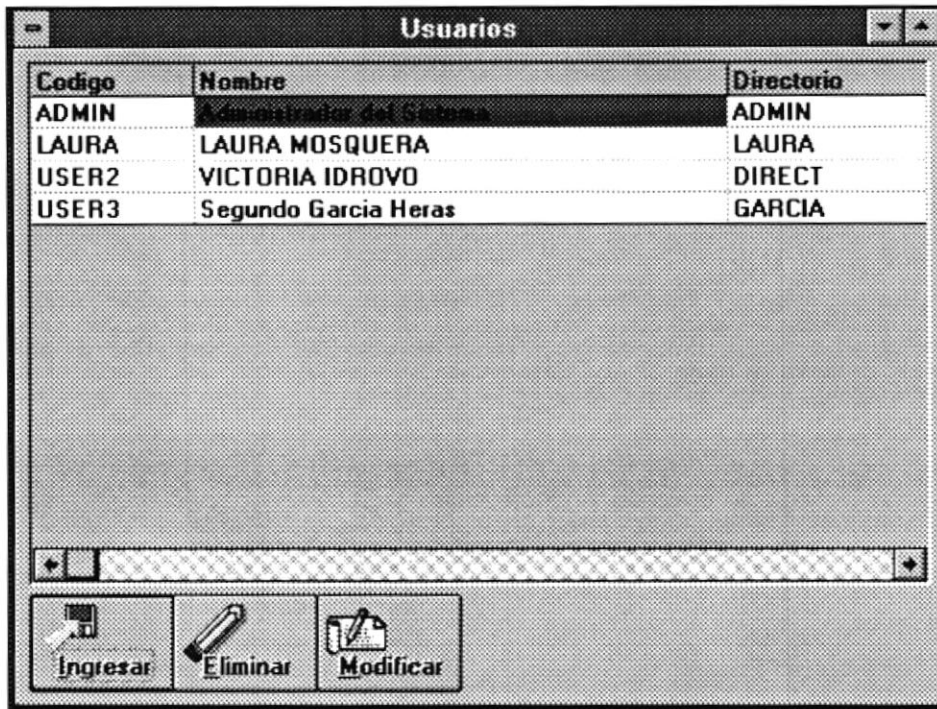 Usuarios
Codigo Nombre Directorio
ADMIN Administrador del Sistema ADMIN
LAURA LAURA MOSQUERA LAURA
USER2 VICTORIA IDROVO DIRECT
USER3 Segundo Garcia Heras GARCIA
Ingresar Eliminar Modificar